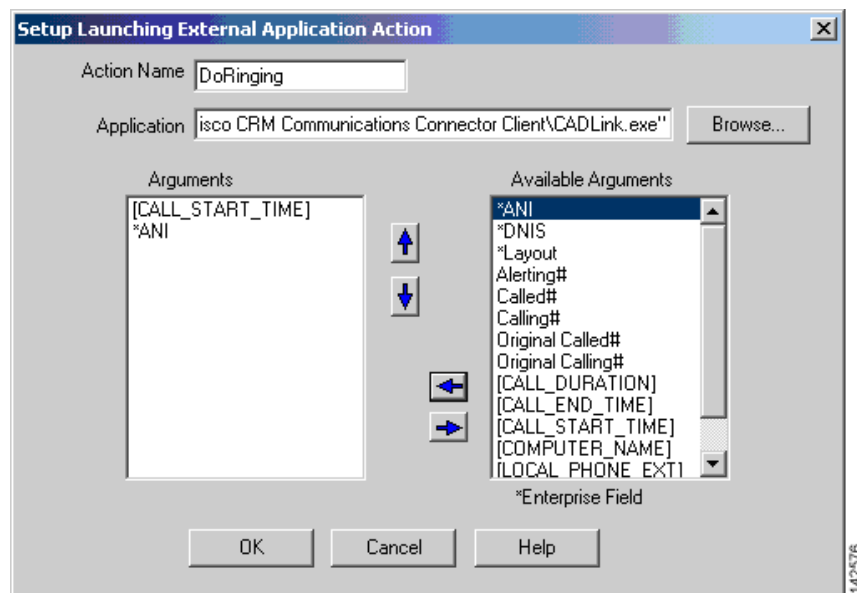 Setup Launching External Application Action
Action Name DoRinging
Application isco CRM Communications Connector Client\CADLink.exe" Browse...
Arguments
[CALL_START_TIME]
*ANI
Available Arguments
*ANI
*DNIS
*Layout
Alerting#
Called#
Calling#
Original Called#
Original Calling#
[CALL_DURATION]
[CALL_END_TIME]
[CALL_START_TIME]
[COMPUTER_NAME]
[LOCAL_PHONE_EXT]
*Enterprise Field
OK Cancel Help
142576